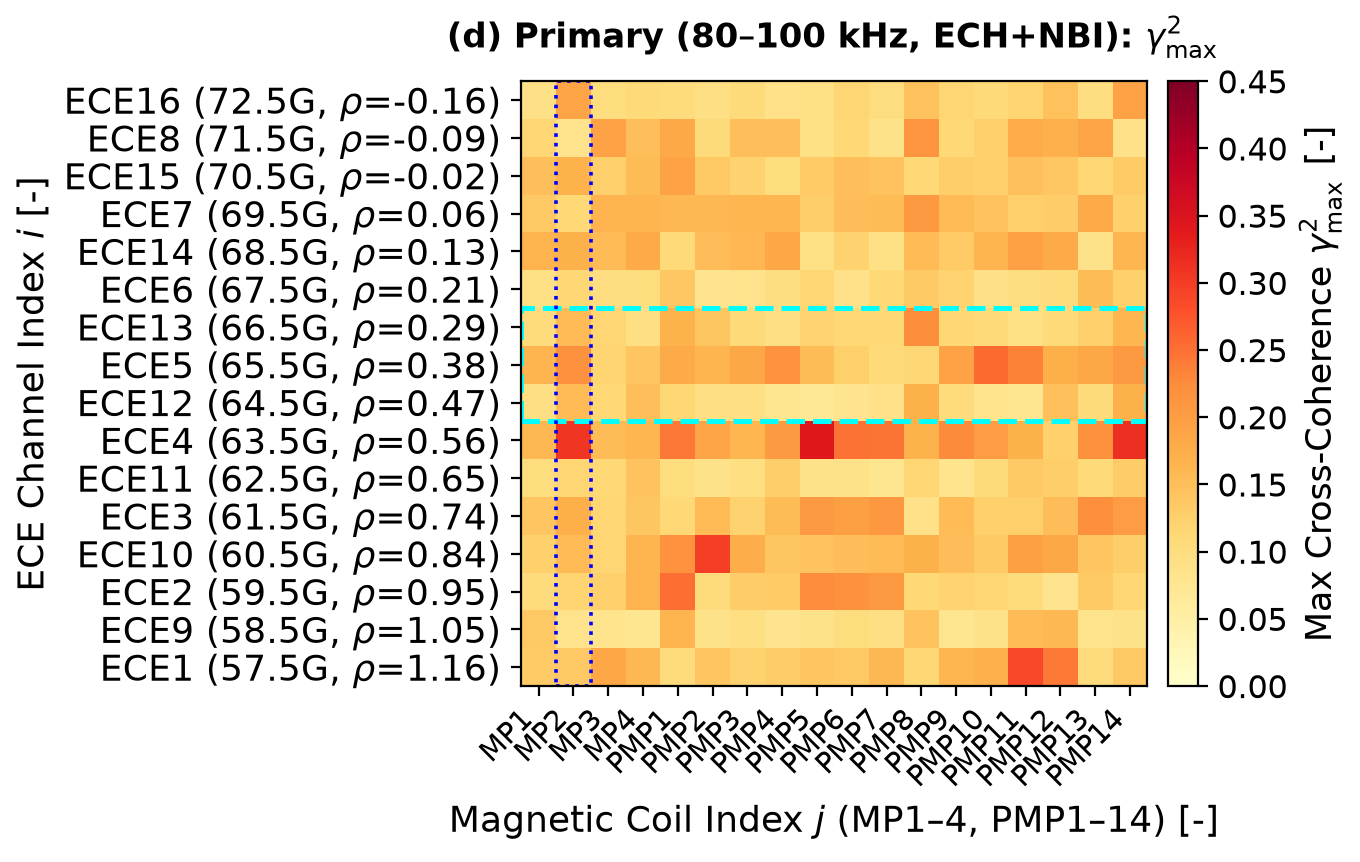 (d) Primary (80–100 kHz, ECH+NBI): γ²max
ECE Channel Index i [-]
ECE16 (72.5G, ρ=-0.16)
ECE8 (71.5G, ρ=-0.09)
ECE15 (70.5G, ρ=-0.02)
ECE7 (69.5G, ρ=0.06)
ECE14 (68.5G, ρ=0.13)
ECE6 (67.5G, ρ=0.21)
ECE13 (66.5G, ρ=0.29)
ECE5 (65.5G, ρ=0.38)
ECE12 (64.5G, ρ=0.47)
ECE4 (63.5G, ρ=0.56)
ECE11 (62.5G, ρ=0.65)
ECE3 (61.5G, ρ=0.74)
ECE10 (60.5G, ρ=0.84)
ECE2 (59.5G, ρ=0.95)
ECE9 (58.5G, ρ=1.05)
ECE1 (57.5G, ρ=1.16)
MP1
MP2
MP3
MP4
PMP1
PMP2
PMP3
PMP4
PMP5
PMP6
PMP7
PMP8
PMP9
PMP10
PMP11
PMP12
PMP13
PMP14
Magnetic Coil Index j (MP1–4, PMP1–14) [-]
0.45
0.40
0.35
0.30
0.25
0.20
0.15
0.10
0.05
0.00
Max Cross-Coherence γ²max [-]